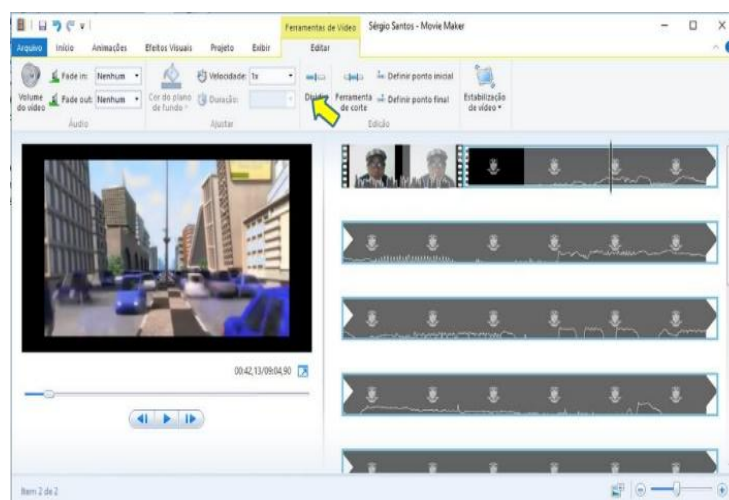 Ferramentas de Vídeo
Sérgio Santos - Movie Maker
Arquivo Início Animações Efeitos Visuais Projeto Exibir Editar
Volume do vídeo
Fade in: Nenhum
Fade out: Nenhum
Áudio
Cor do plano de fundo
Velocidade: 1x
Duração:
Ajustar
Dividir
Ferramenta de corte
Definir ponto inicial
Definir ponto final
Edição
Estabilização de vídeo
00:42,13/09:04,90
Item 2 de 2